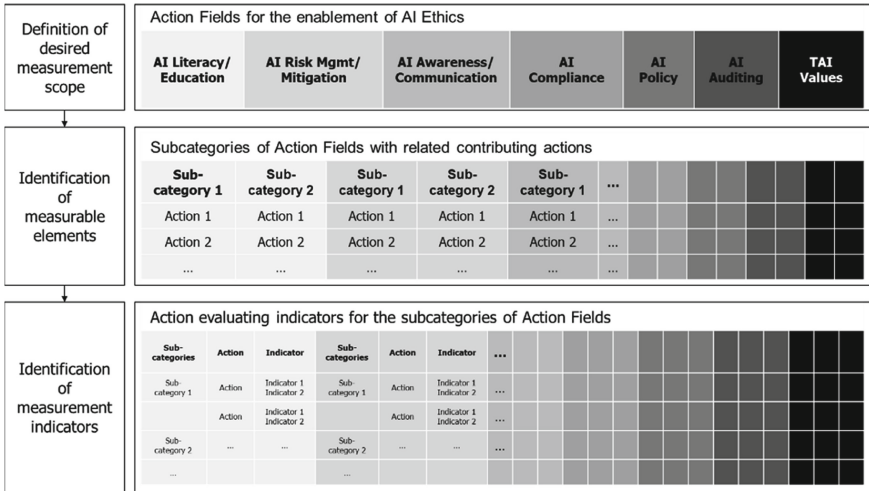 Definition of
desired
measurement
scope
Action Fields for the enablement of AI Ethics
AI Literacy/
Education
AI Risk Mgmt/
Mitigation
AI Awareness/
Communication
AI
Compliance
AI
Policy
AI
Auditing
TAI
Values
Identification
of
measurable
elements
Subcategories of Action Fields with related contributing actions
Sub-
category 1
Sub-
category 2
Sub-
category 1
Sub-
category 2
Sub-
category 1
...
Action 1
Action 1
Action 1
Action 1
Action 1
...
Action 2
Action 2
Action 2
Action 2
Action 2
...
...
...
...
...
...
...
Identification
of
measurement
indicators
Action evaluating indicators for the subcategories of Action Fields
Sub-
categories
Action
Indicator
Sub-
categories
Action
Indicator
...
Sub-
category 1
Action
Indicator 1
Indicator 2
Sub-
category 1
Action
Indicator 1
Indicator 2
...
Action
Indicator 1
Indicator 2
Action
Indicator 1
Indicator 2
...
Sub-
category 2
...
...
Sub-
category 2
...
...
...
...
...